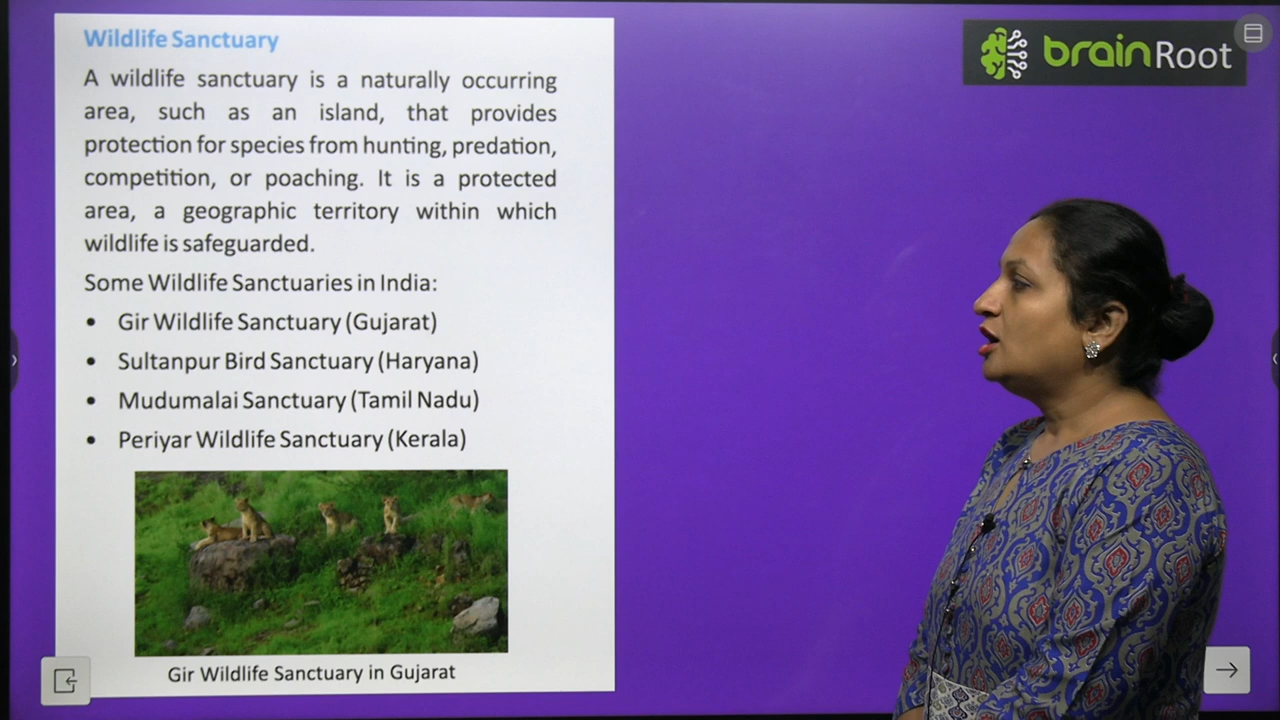 Wildlife Sanctuary
A wildlife sanctuary is a naturally occurring
area, such as an island, that provides
protection for species from hunting, predation,
competition, or poaching. It is a protected
area, a geographic territory within which
wildlife is safeguarded.
Some Wildlife Sanctuaries in India:
• Gir Wildlife Sanctuary (Gujarat)
• Sultanpur Bird Sanctuary (Haryana)
• Mudumalai Sanctuary (Tamil Nadu)
• Periyar Wildlife Sanctuary (Kerala)
Gir Wildlife Sanctuary in Gujarat
brainRoot